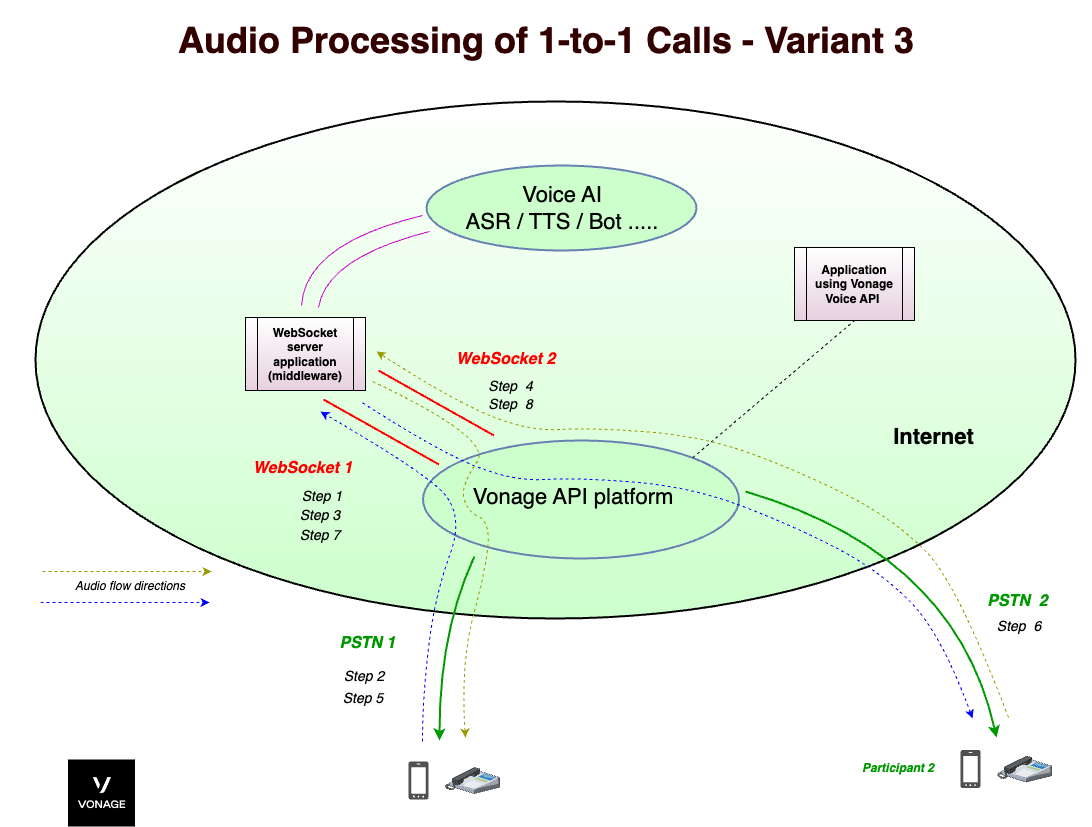 Audio Processing of 1-to-1 Calls - Variant 3
Voice AI
ASR / TTS / Bot .....
Application
using Vonage
Voice API
WebSocket
server
application
(middleware)
WebSocket 2
Step 4
Step 8
Internet
WebSocket 1
Step 1
Step 3
Step 7
Vonage API platform
Audio flow directions
PSTN 1
Step 2
Step 5
PSTN 2
Step 6
Participant 2
VONAGE